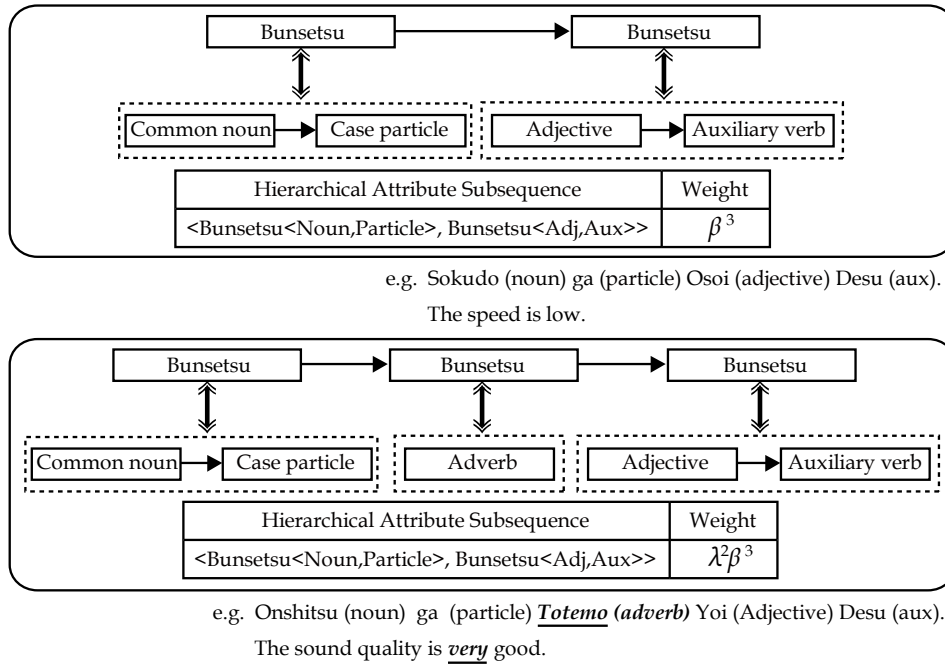 Bunsetsu Bunsetsu
Common noun Case particle Adjective Auxiliary verb
Hierarchical Attribute Subsequence Weight
<Bunsetsu<Noun,Particle>, Bunsetsu<Adj,Aux>> β³
e.g. Sokudo (noun) ga (particle) Osoi (adjective) Desu (aux).
The speed is low.
Bunsetsu Bunsetsu Bunsetsu
Common noun Case particle Adverb Adjective Auxiliary verb
Hierarchical Attribute Subsequence Weight
<Bunsetsu<Noun,Particle>, Bunsetsu<Adj,Aux>> λ²β³
e.g. Onshitsu (noun) ga (particle) Totemo (adverb) Yoi (Adjective) Desu (aux).
The sound quality is very good.